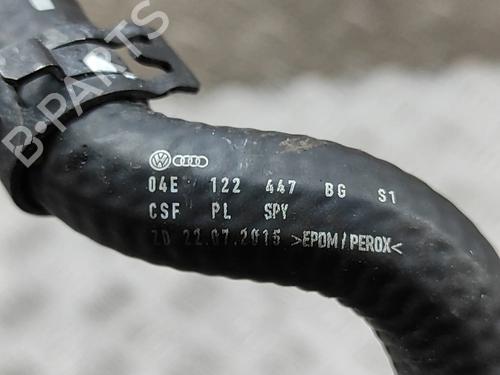 B-PARTS
04E 122 447 BG S1
CSF PL SPY
ZD 22.07.2015 >EPDM/PEROX<